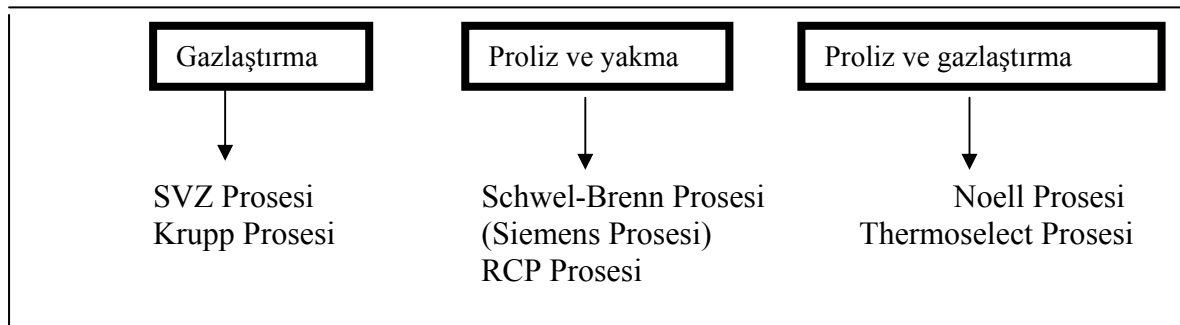 Gazlaştırma
SVZ Prosesi
Krupp Prosesi
Proliz ve yakma
Schwel-Brenn Prosesi
(Siemens Prosesi)
RCP Prosesi
Proliz ve gazlaştırma
Noell Prosesi
Thermoselect Prosesi